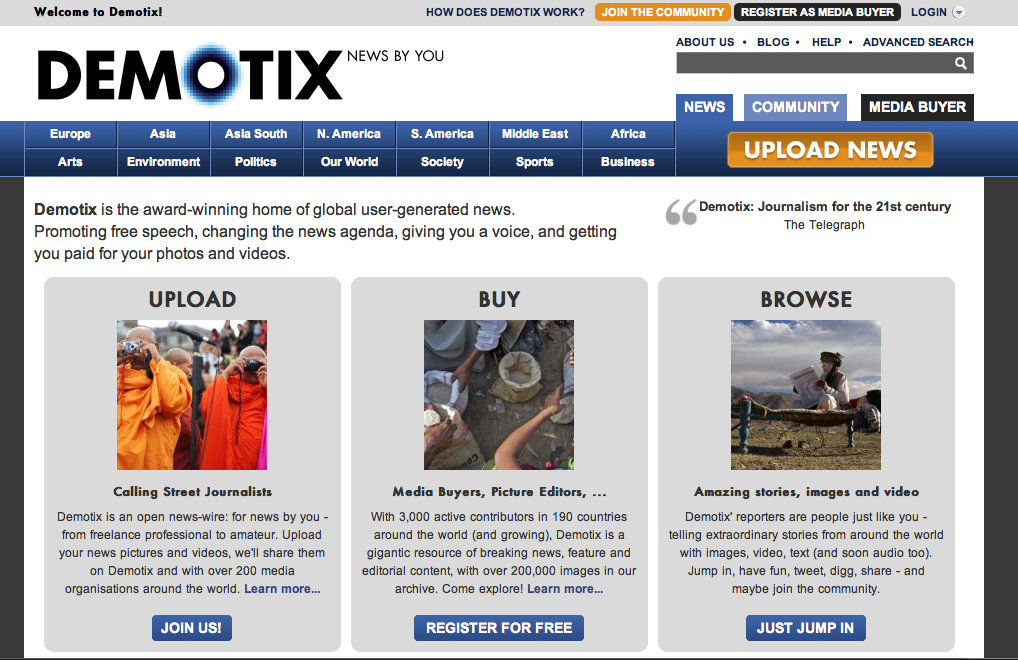 Welcome to Demotix!
HOW DOES DEMOTIX WORK? JOIN THE COMMUNITY REGISTER AS MEDIA BUYER LOGIN
DEMOTIX NEWS BY YOU
ABOUT US • BLOG • HELP • ADVANCED SEARCH
NEWS COMMUNITY MEDIA BUYER
Europe Asia Asia South N. America S. America Middle East Africa
Arts Environment Politics Our World Society Sports Business
UPLOAD NEWS
Demotix is the award-winning home of global user-generated news.
Promoting free speech, changing the news agenda, giving you a voice, and getting
you paid for your photos and videos.
“ Demotix: Journalism for the 21st century
The Telegraph
UPLOAD
Calling Street Journalists
Demotix is an open news-wire: for news by you -
from freelance professional to amateur. Upload
your news pictures and videos, we'll share them
on Demotix and with over 200 media
organisations around the world. Learn more...
JOIN US!
BUY
Media Buyers, Picture Editors, ...
With 3,000 active contributors in 190 countries
around the world (and growing), Demotix is a
gigantic resource of breaking news, feature and
editorial content, with over 200,000 images in our
archive. Come explore! Learn more...
REGISTER FOR FREE
BROWSE
Amazing stories, images and video
Demotix' reporters are people just like you -
telling extraordinary stories from around the world
with images, video, text (and soon audio too).
Jump in, have fun, tweet, digg, share - and
maybe join the community.
JUST JUMP IN